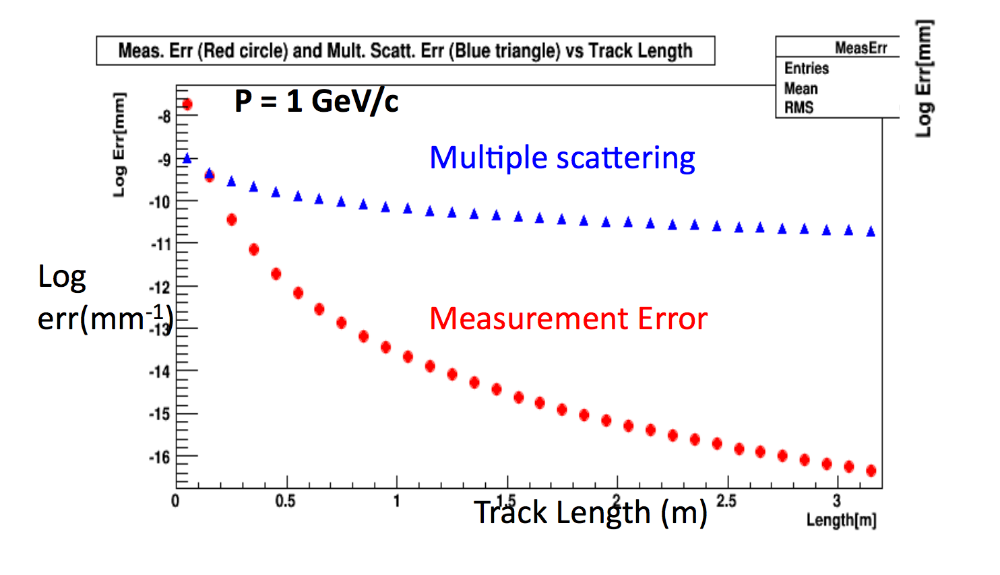 Meas. Err (Red circle) and Mult. Scatt. Err (Blue triangle) vs Track Length
MeasErr
Entries
Mean
RMS
Log Err[mm]
Log Err[mm]
P = 1 GeV/c
Multiple scattering
Measurement Error
Log
err(mm-1)
-8
-9
-10
-11
-12
-13
-14
-15
-16
0
0.5
1
1.5
2
2.5
3
Track Length (m)
Length[m]